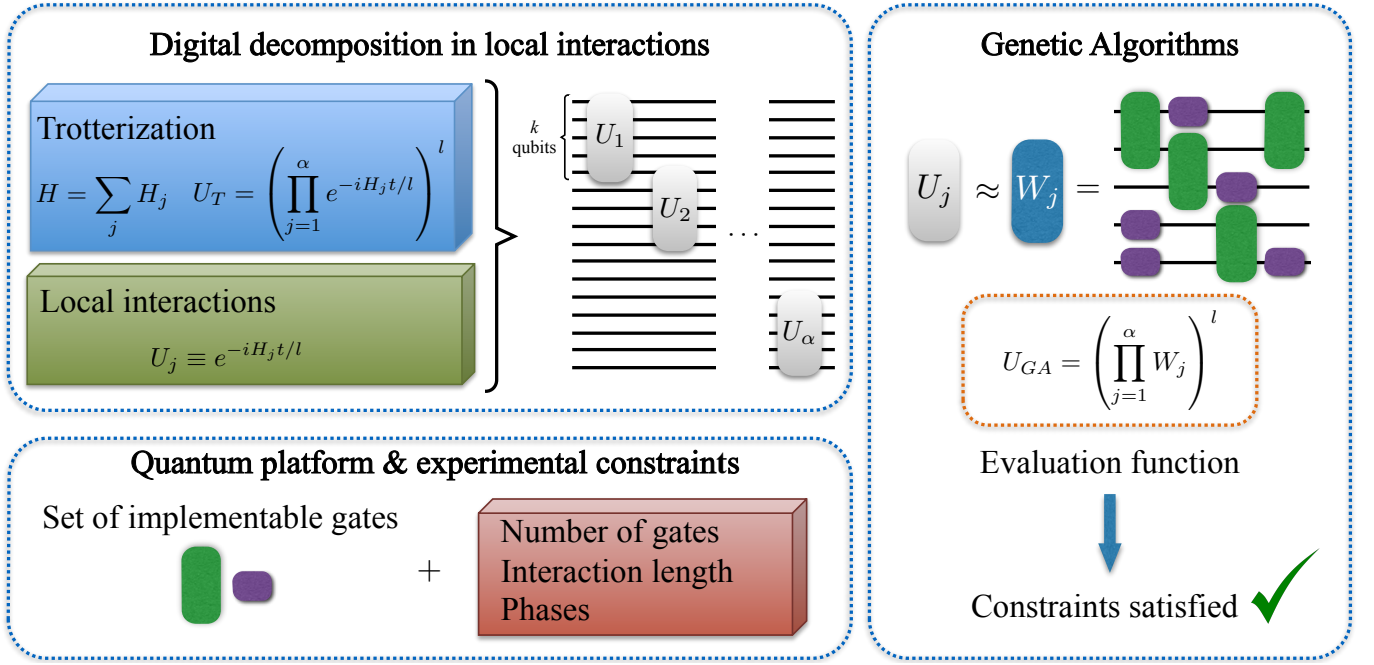 Digital decomposition in local interactions
Trotterization
H = ∑_j H_j   U_T = (∏_{j=1}^{α} e^{-iH_j t/l})^l
Local interactions
U_j ≡ e^{-iH_j t/l}
k
qubits
U_1
U_2
...
U_α
Quantum platform & experimental constraints
Set of implementable gates
+
Number of gates
Interaction length
Phases
Genetic Algorithms
U_j ≈ W_j =
U_{GA} = (∏_{j=1}^{α} W_j)^l
Evaluation function
Constraints satisfied